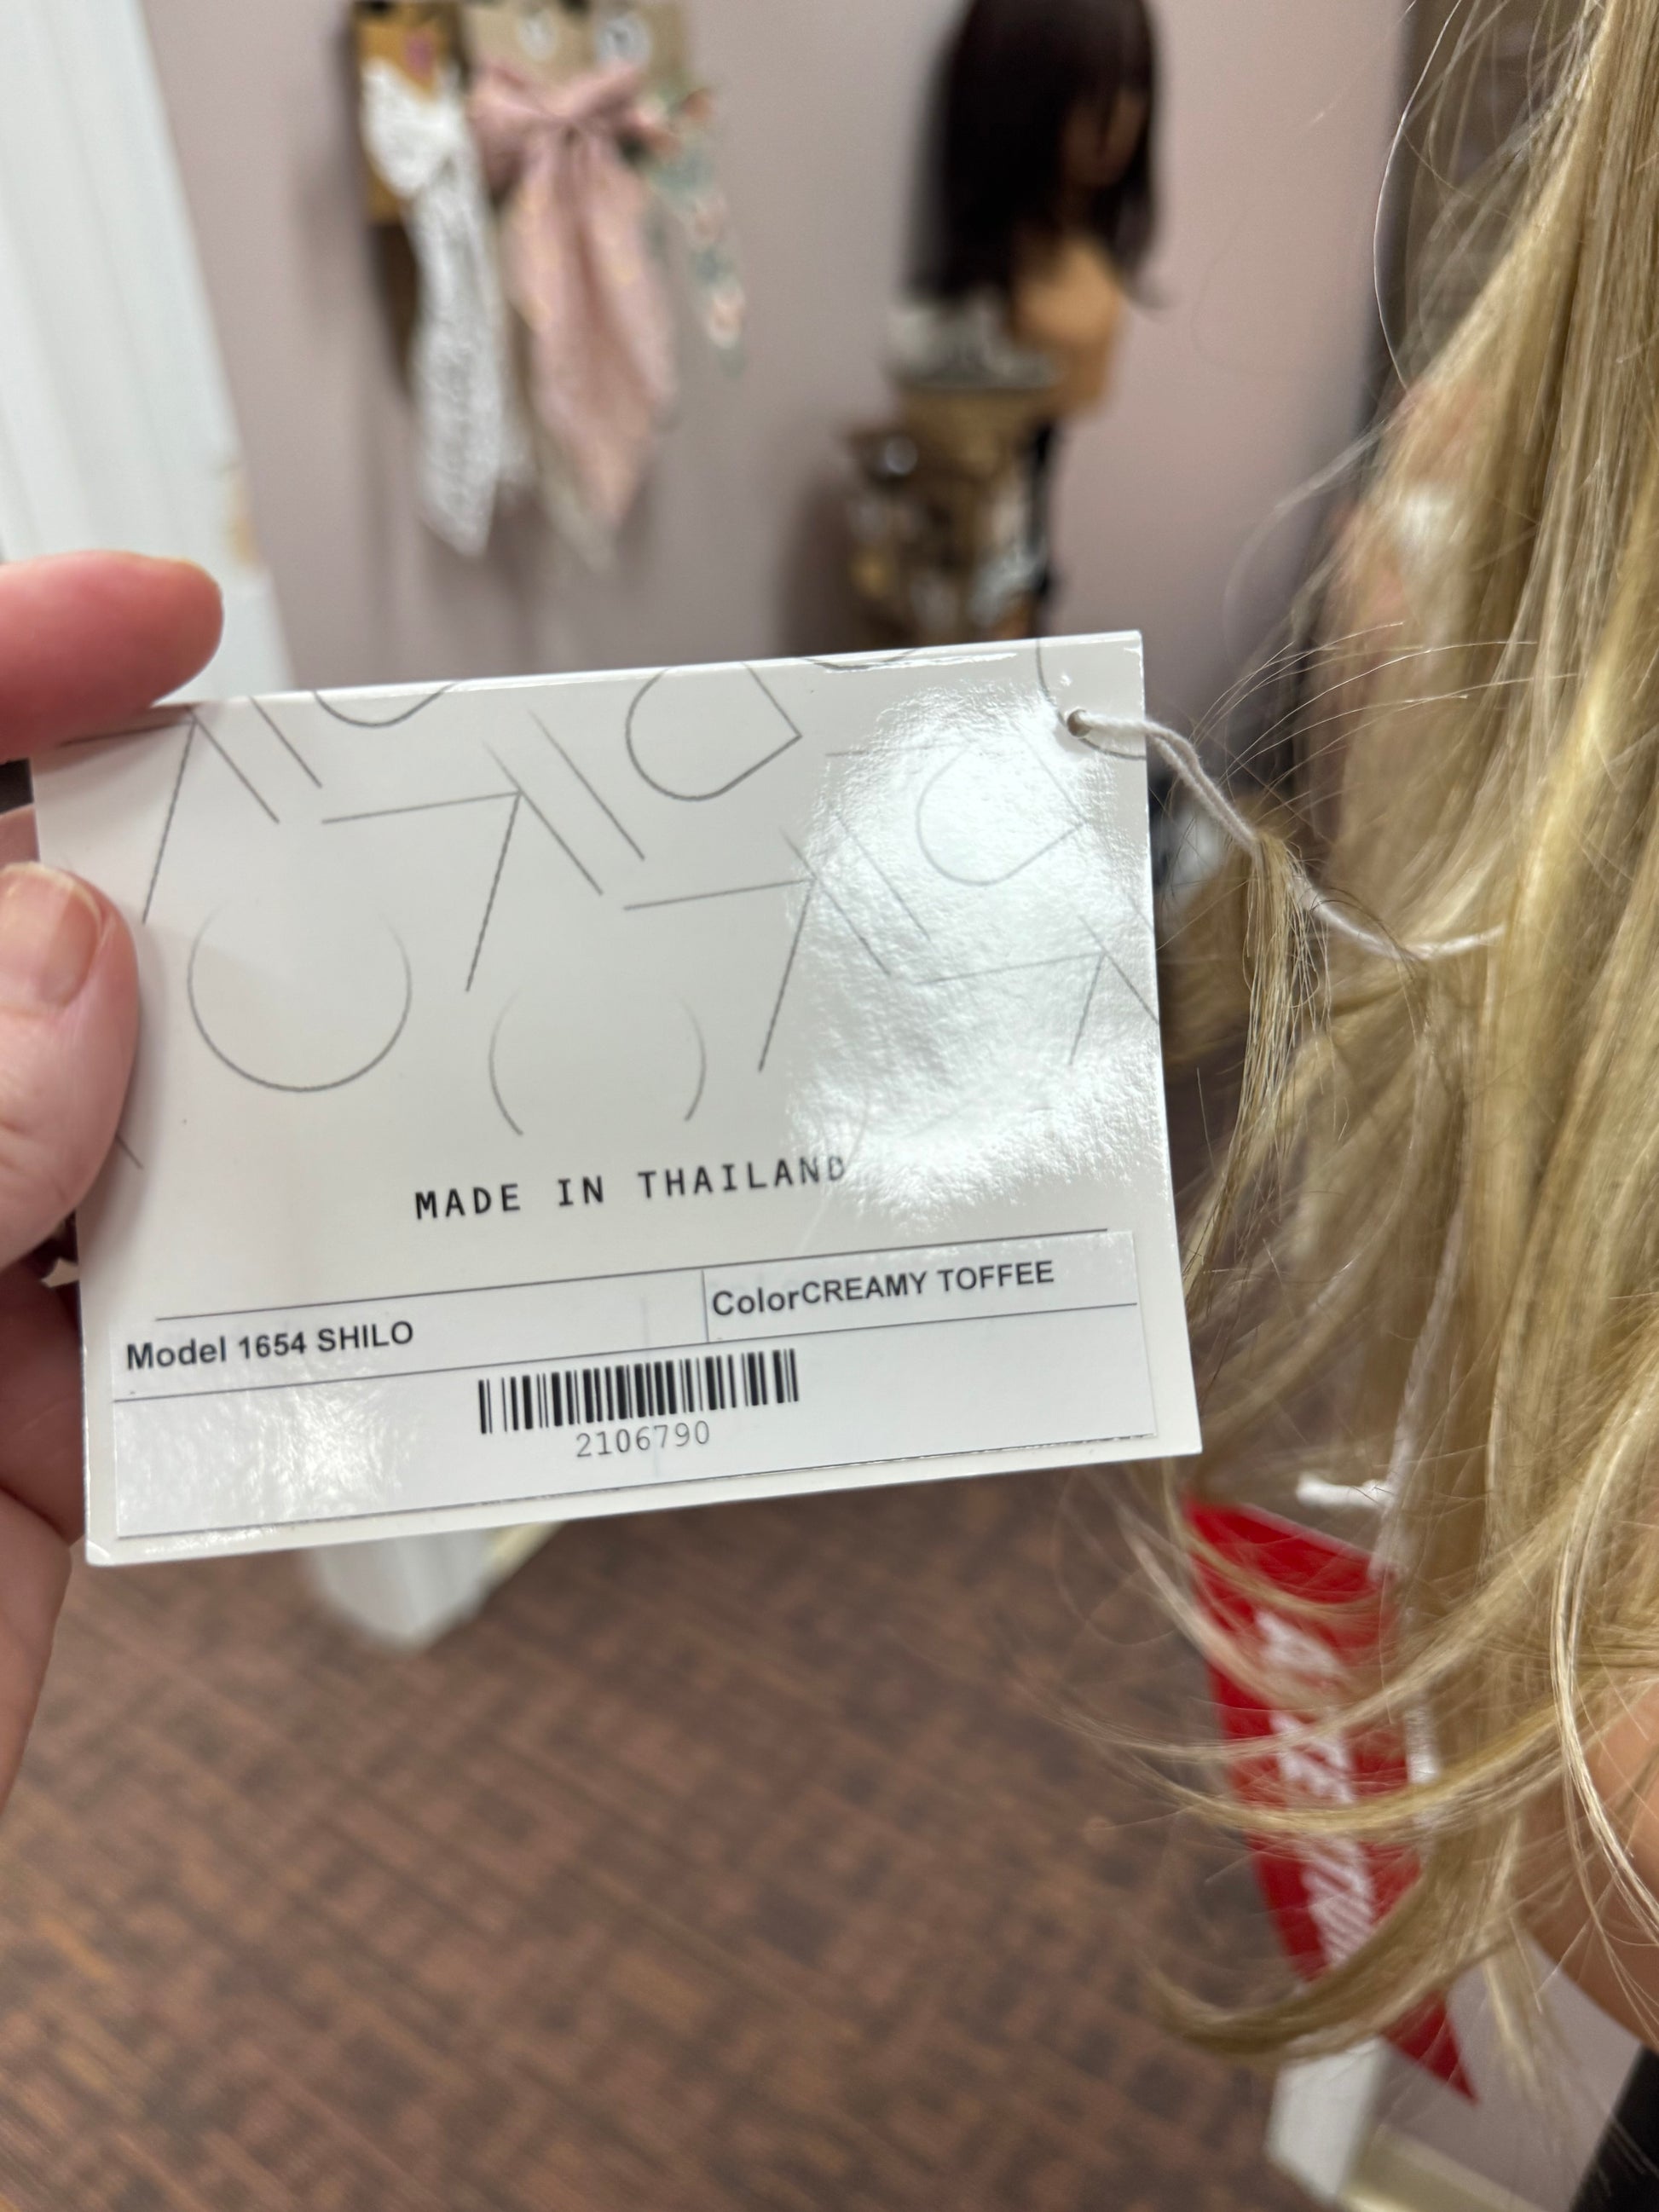 MADE IN THAILAND
Model 1654 SHILO
ColorCREAMY TOFFEE
2106790